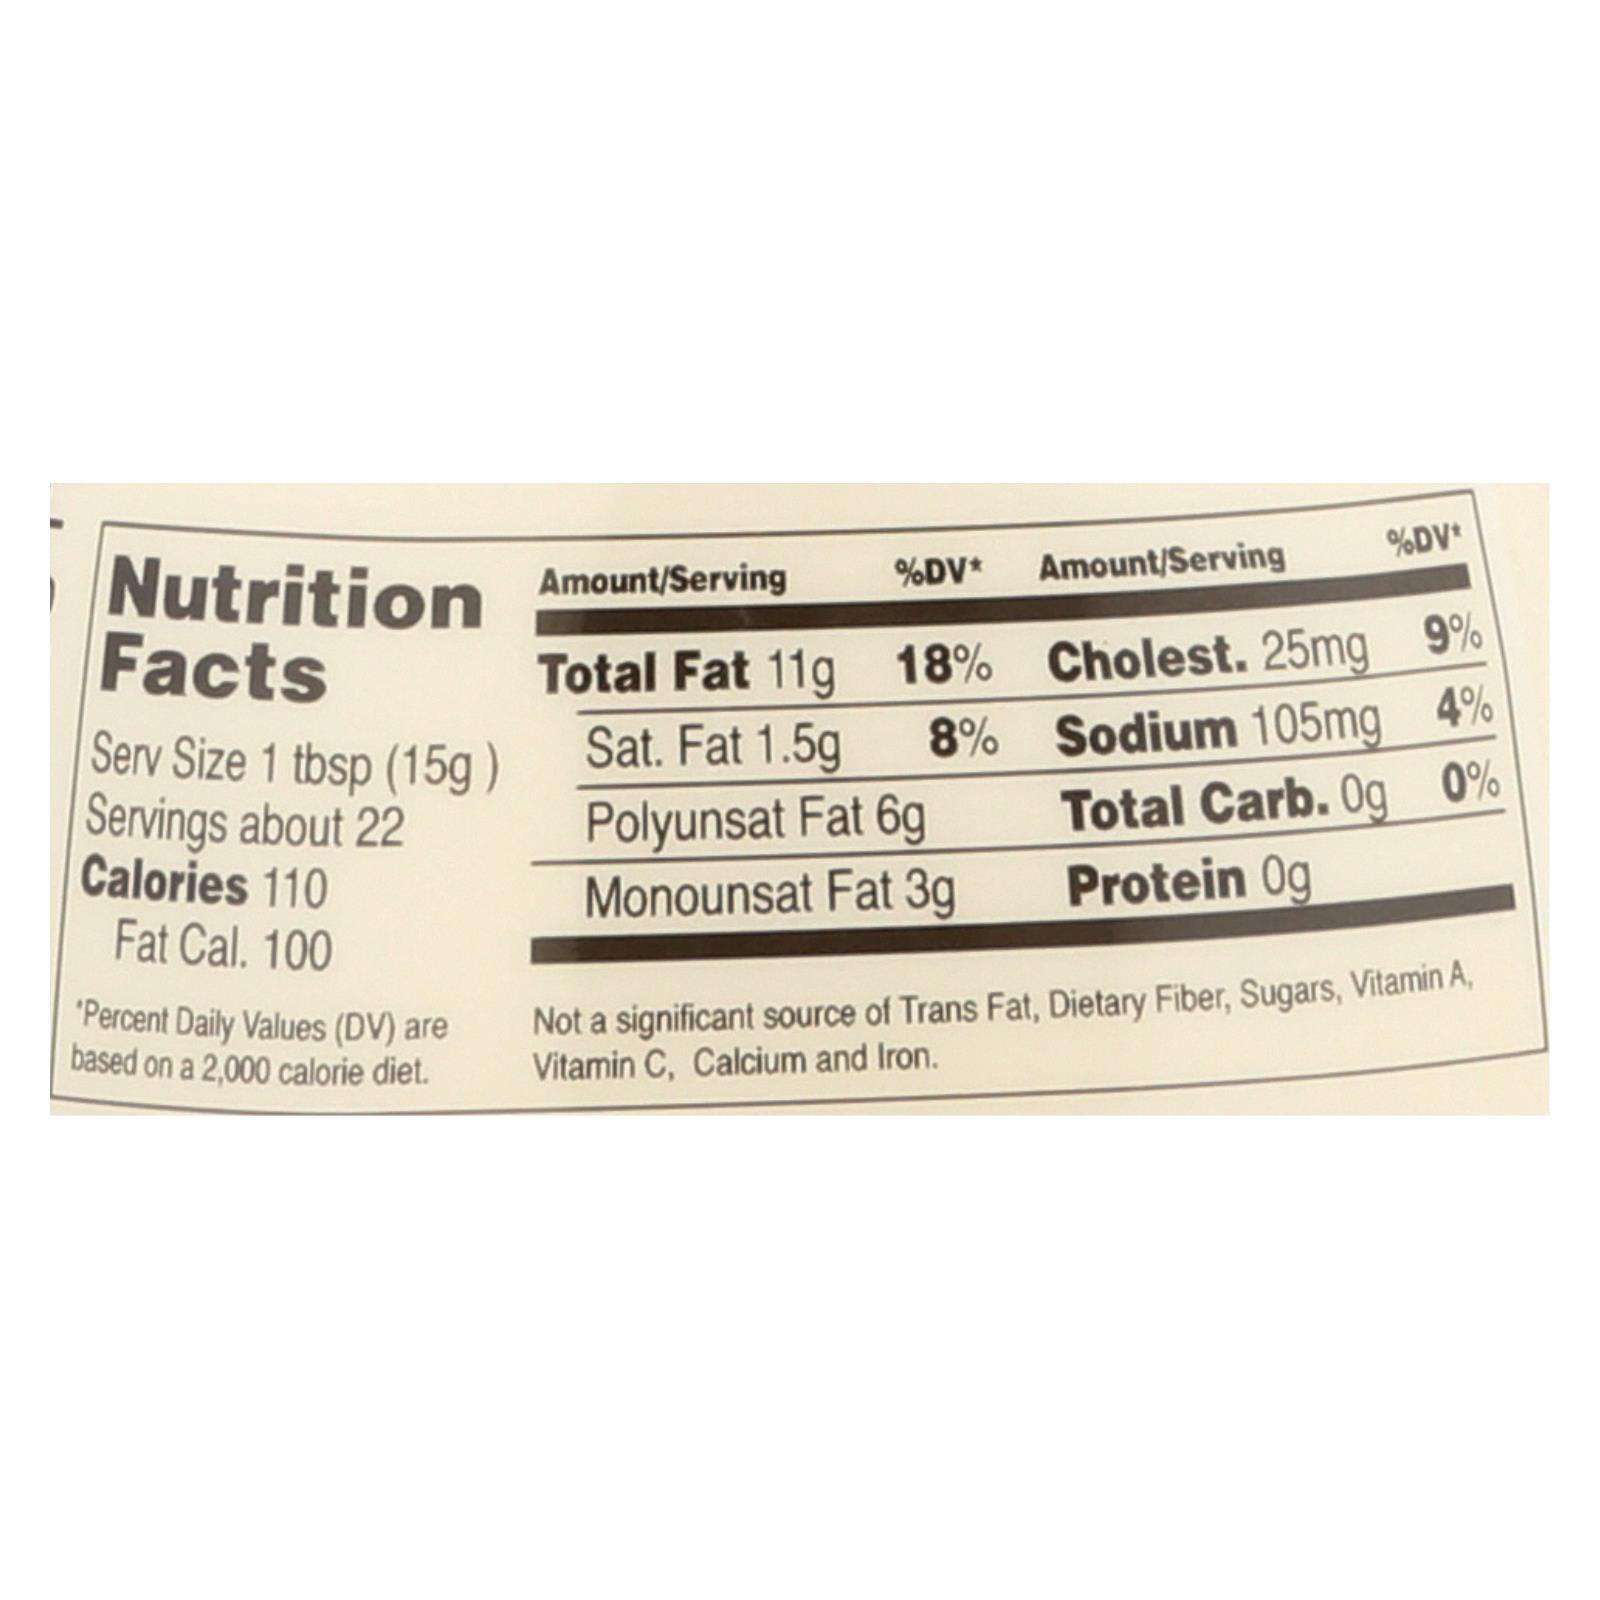 Nutrition
Facts
Serv Size 1 tbsp (15g )
Servings about 22
Calories 110
Fat Cal. 100
*Percent Daily Values (DV) are
based on a 2,000 calorie diet.
Amount/Serving %DV* Amount/Serving %DV*
Total Fat 11g 18% Cholest. 25mg 9%
Sat. Fat 1.5g 8% Sodium 105mg 4%
Polyunsat Fat 6g Total Carb. 0g 0%
Monounsat Fat 3g Protein 0g
Not a significant source of Trans Fat, Dietary Fiber, Sugars, Vitamin A,
Vitamin C, Calcium and Iron.